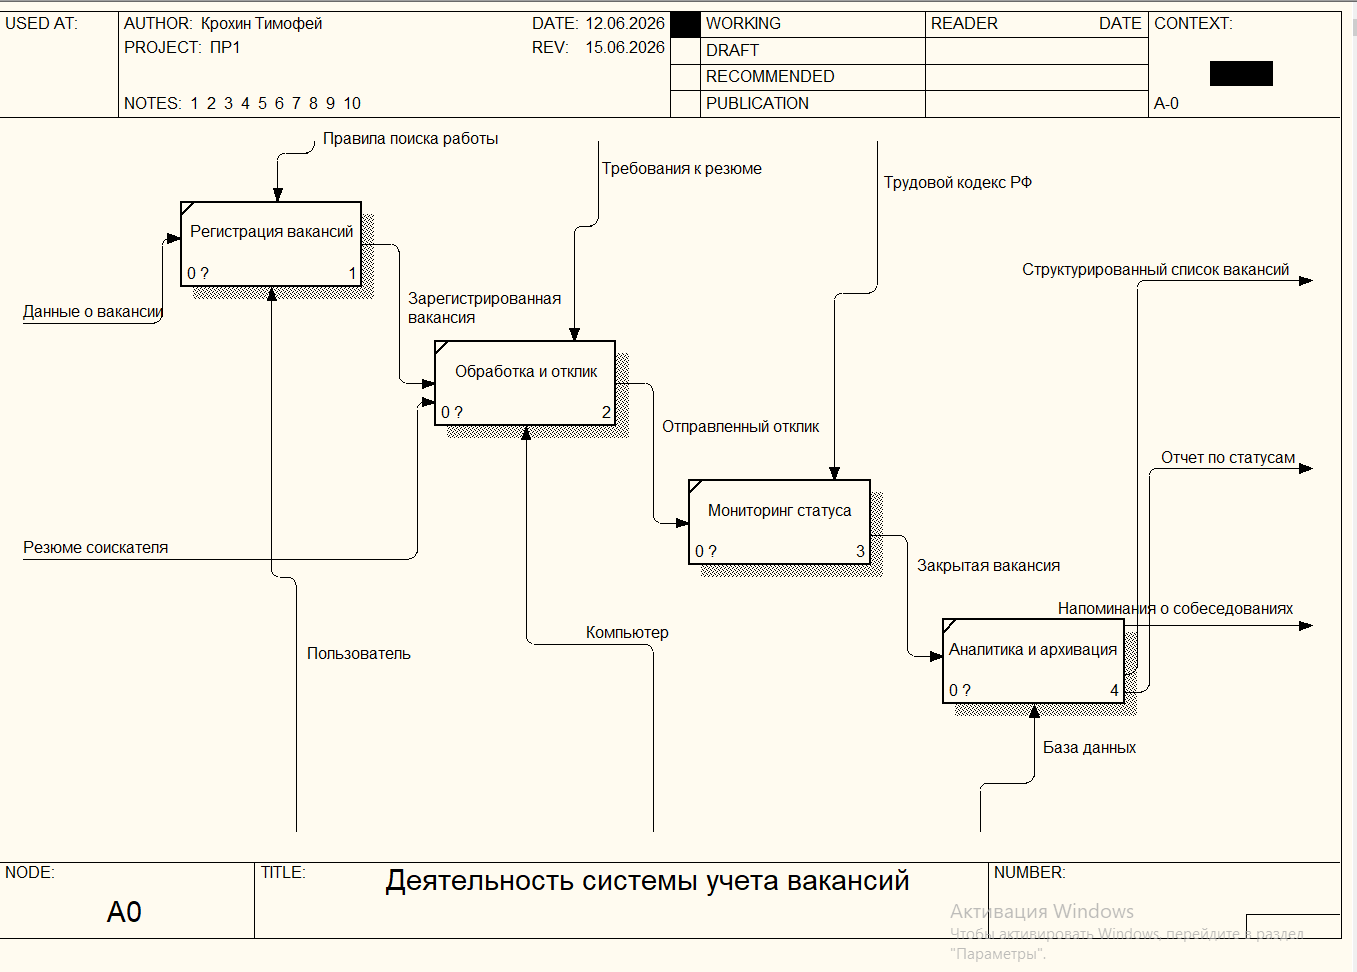 USED AT:
AUTHOR: Крохин Тимофей
DATE: 12.06.2026
PROJECT: ПР1
REV: 15.06.2026
NOTES: 1 2 3 4 5 6 7 8 9 10
WORKING
DRAFT
RECOMMENDED
PUBLICATION
READER DATE
CONTEXT:
A-0
Правила поиска работы
Требования к резюме
Трудовой кодекс РФ
Регистрация вакансий
0 ? 1
Структурированный список вакансий
Данные о вакансии
Зарегистрированная
вакансия
Обработка и отклик
0 ? 2
Отправленный отклик
Отчет по статусам
Мониторинг статуса
0 ? 3
Резюме соискателя
Закрытая вакансия
Напоминания о собеседованиях
Компьютер
Пользователь
Аналитика и архивация
0 ? 4
База данных
NODE:
A0
TITLE:
Деятельность системы учета вакансий
NUMBER:
Активация Windows
Чтобы активировать Windows, перейдите в раздел
"Параметры".